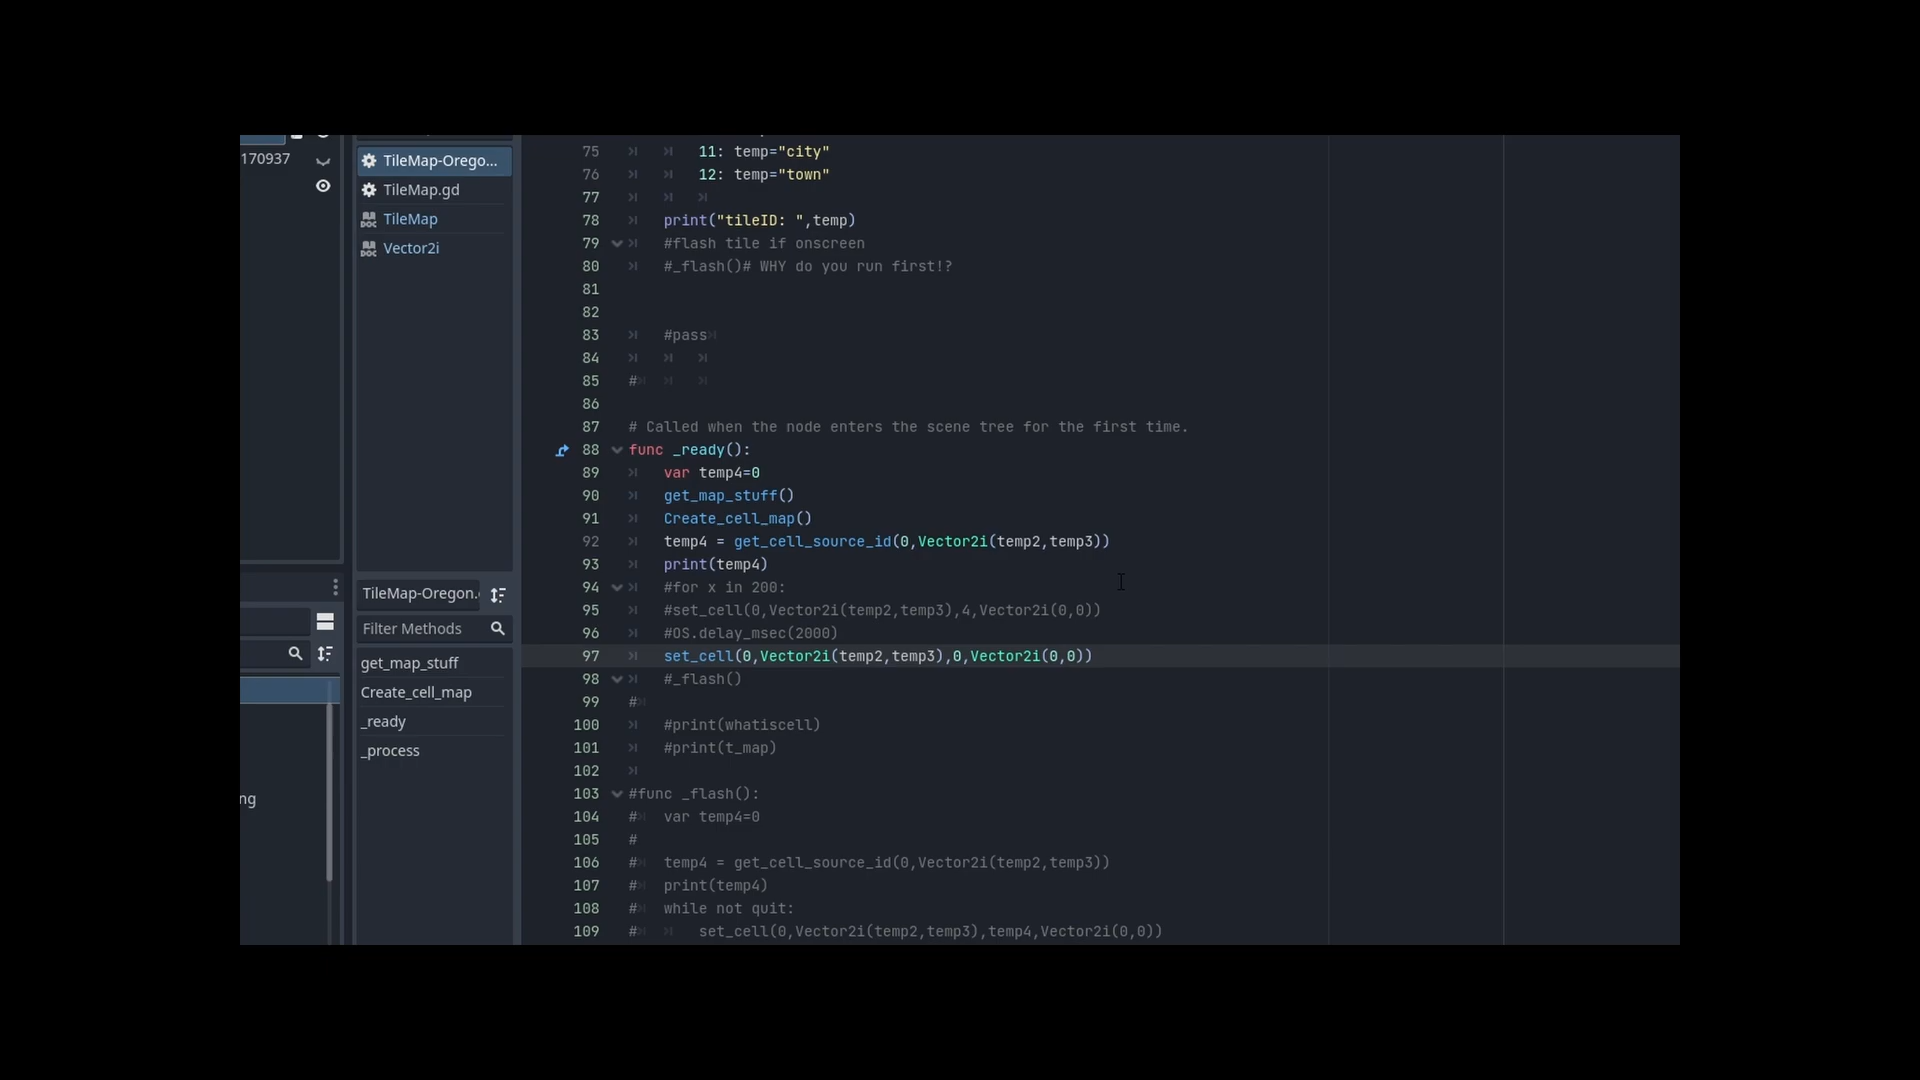 170937
TileMap-Orego...
TileMap.gd
TileMap
Vector2i
TileMap-Oregon.
Filter Methods
get_map_stuff
Create_cell_map
_ready
_process
ng
75 11: temp="city"
76 12: temp="town"
77
78 print("tileID: ",temp)
79 #flash tile if onscreen
80 #_flash()# WHY do you run first!?
81
82
83 #pass
84
85 #
86
87 # Called when the node enters the scene tree for the first time.
88 func _ready():
89 var temp4=0
90 get_map_stuff()
91 Create_cell_map()
92 temp4 = get_cell_source_id(0,Vector2i(temp2,temp3))
93 print(temp4)
94 #for x in 200:
95 #set_cell(0,Vector2i(temp2,temp3),4,Vector2i(0,0))
96 #OS.delay_msec(2000)
97 set_cell(0,Vector2i(temp2,temp3),0,Vector2i(0,0))
98 #_flash()
99 #
100 #print(whatiscell)
101 #print(t_map)
102
103 #func _flash():
104 # var temp4=0
105 #
106 # temp4 = get_cell_source_id(0,Vector2i(temp2,temp3))
107 # print(temp4)
108 # while not quit:
109 # set_cell(0,Vector2i(temp2,temp3),temp4,Vector2i(0,0))